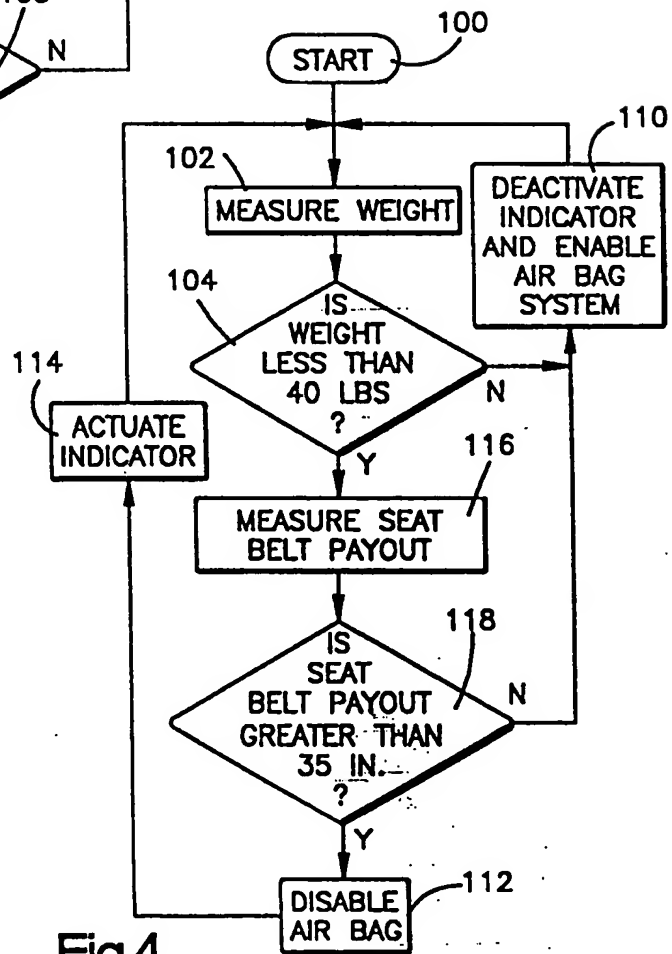 N
100
START
110
102
MEASURE WEIGHT
DEACTIVATE
INDICATOR
AND ENABLE
AIR BAG
SYSTEM
104
IS
WEIGHT
LESS THAN
40 LBS
?
N
Y
114
ACTUATE
INDICATOR
116
MEASURE SEAT
BELT PAYOUT
118
IS
SEAT
BELT PAYOUT
GREATER THAN
35 IN.
?
N
Y
DISABLE
AIR BAG
112
Fig.4